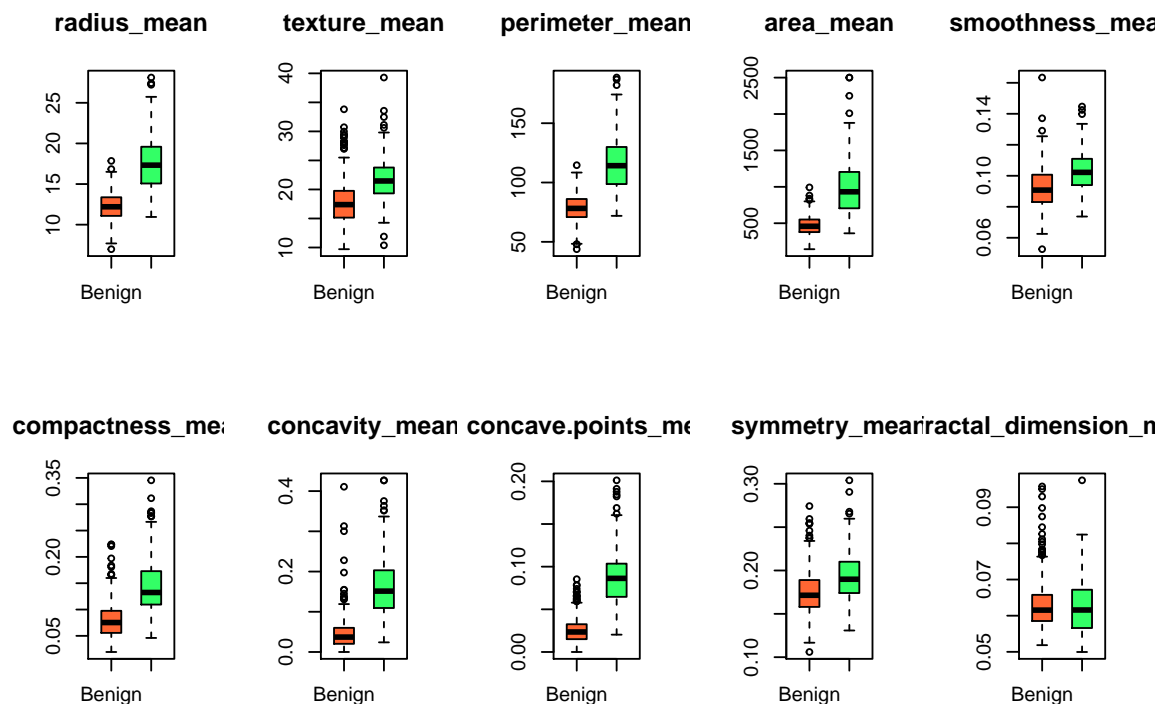 radius_mean texture_mean perimeter_mean area_mean smoothness_mea
25 20 15 10
40 30 20 10
150 100 50
2500 1500 500
0.14 0.10 0.06
Benign Benign Benign Benign Benign
compactness_mea concavity_mean concave.points_me symmetry_mean fractal_dimension_m
0.35 0.20 0.05
0.4 0.2 0.0
0.20 0.10 0.00
0.30 0.20 0.10
0.09 0.07 0.05
Benign Benign Benign Benign Benign